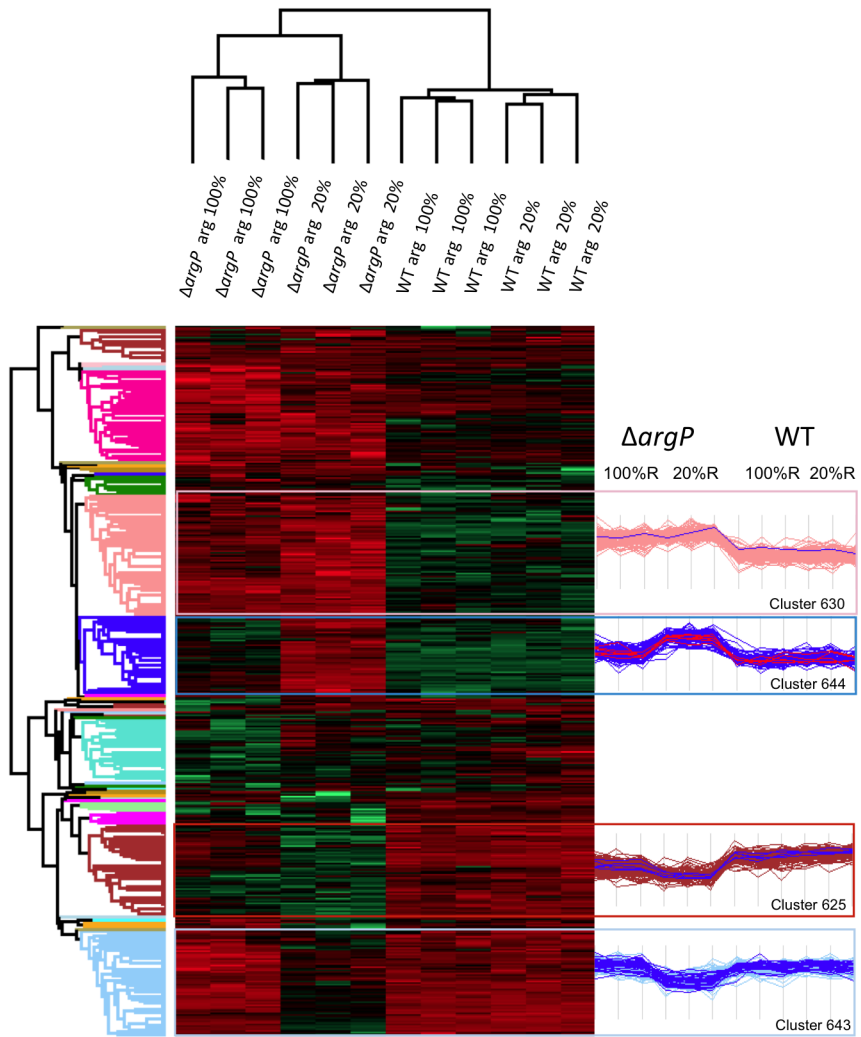 ΔargP arg 100%
ΔargP arg 100%
ΔargP arg 100%
ΔargP arg 20%
ΔargP arg 20%
ΔargP arg 20%
WT arg 100%
WT arg 100%
WT arg 100%
WT arg 20%
WT arg 20%
WT arg 20%
ΔargP WT
100%R 20%R 100%R 20%R
Cluster 630
Cluster 644
Cluster 625
Cluster 643